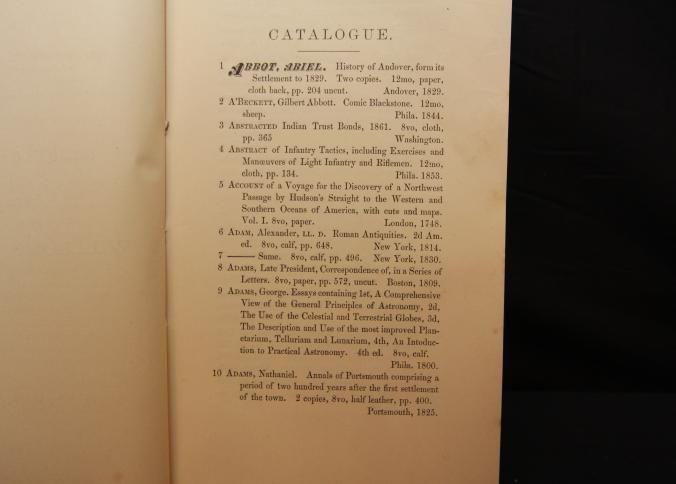 CATALOGUE.
1 ABBOT, ABIEL. History of Andover, form its
Settlement to 1829. Two copies. 12mo, paper,
cloth back, pp. 204 uncut. Andover, 1829.
2 A'BECKETT, Gilbert Abbott. Comic Blackstone. 12mo,
sheep. Phila. 1844.
3 ABSTRACTED Indian Trust Bonds, 1861. 8vo, cloth,
pp. 365 Washington.
4 ABSTRACT of Infantry Tactics, including Exercises and
Manœuvers of Light Infantry and Riflemen. 12mo,
cloth, pp. 134. Phila. 1853.
5 ACCOUNT of a Voyage for the Discovery of a Northwest
Passage by Hudson's Straight to the Western and
Southern Oceans of America, with cuts and maps.
Vol. I. 8vo, paper. London, 1748.
6 ADAM, Alexander, LL. D. Roman Antiquities. 2d Am.
ed. 8vo, calf, pp. 648. New York, 1814.
7 —— Same. 8vo, calf, pp. 496. New York, 1830.
8 ADAMS, Late President, Correspondence of, in a Series of
Letters. 8vo, paper, pp. 572, uncut. Boston, 1809.
9 ADAMS, George. Essays containing 1st, A Comprehensive
View of the General Principles of Astronomy, 2d,
The Use of the Celestial and Terrestrial Globes, 3d,
The Description and Use of the most improved Plan-
etarium, Tellurian and Lunarium, 4th, An Intoduc-
tion to Practical Astronomy. 4th ed. 8vo, calf.
Phila. 1800.
10 ADAMS, Nathaniel. Annals of Portsmouth comprising a
period of two hundred years after the first settlement
of the town. 2 copies, 8vo, half leather, pp. 400.
Portsmouth, 1825.